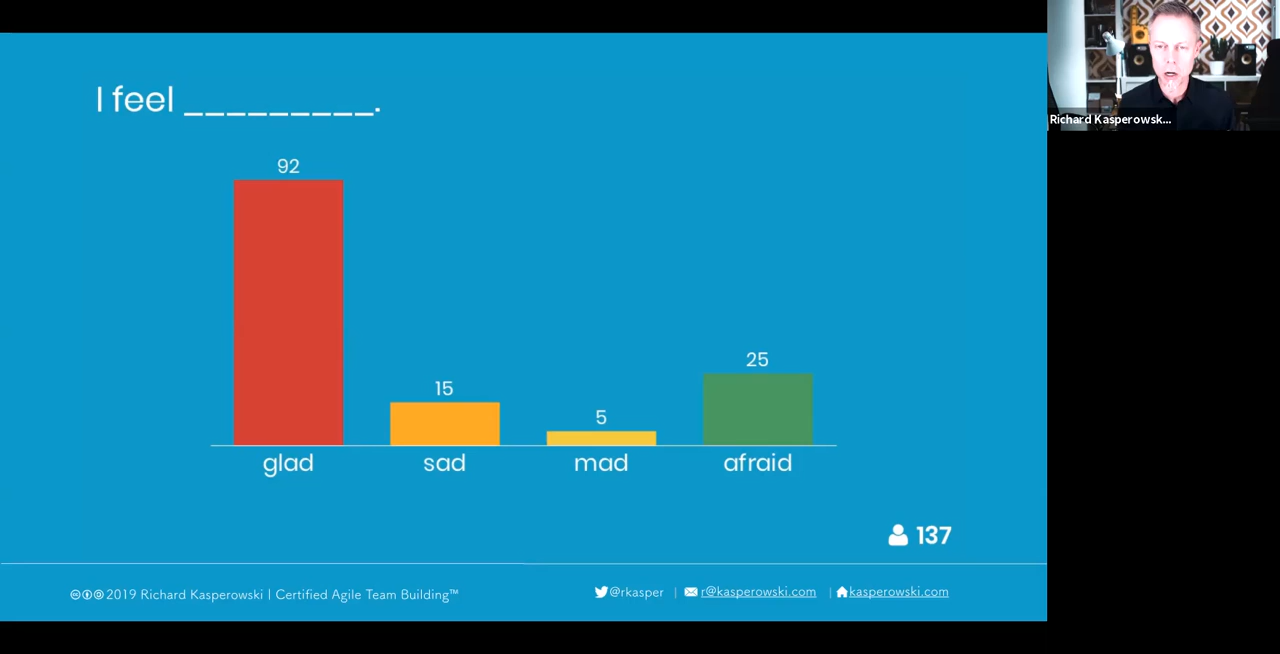 I feel _________.
92
15
5
25
glad
sad
mad
afraid
137
2019 Richard Kasperowski | Certified Agile Team Building™
@rkasper | r@kasperowski.com | kasperowski.com
Richard Kasperowsk...